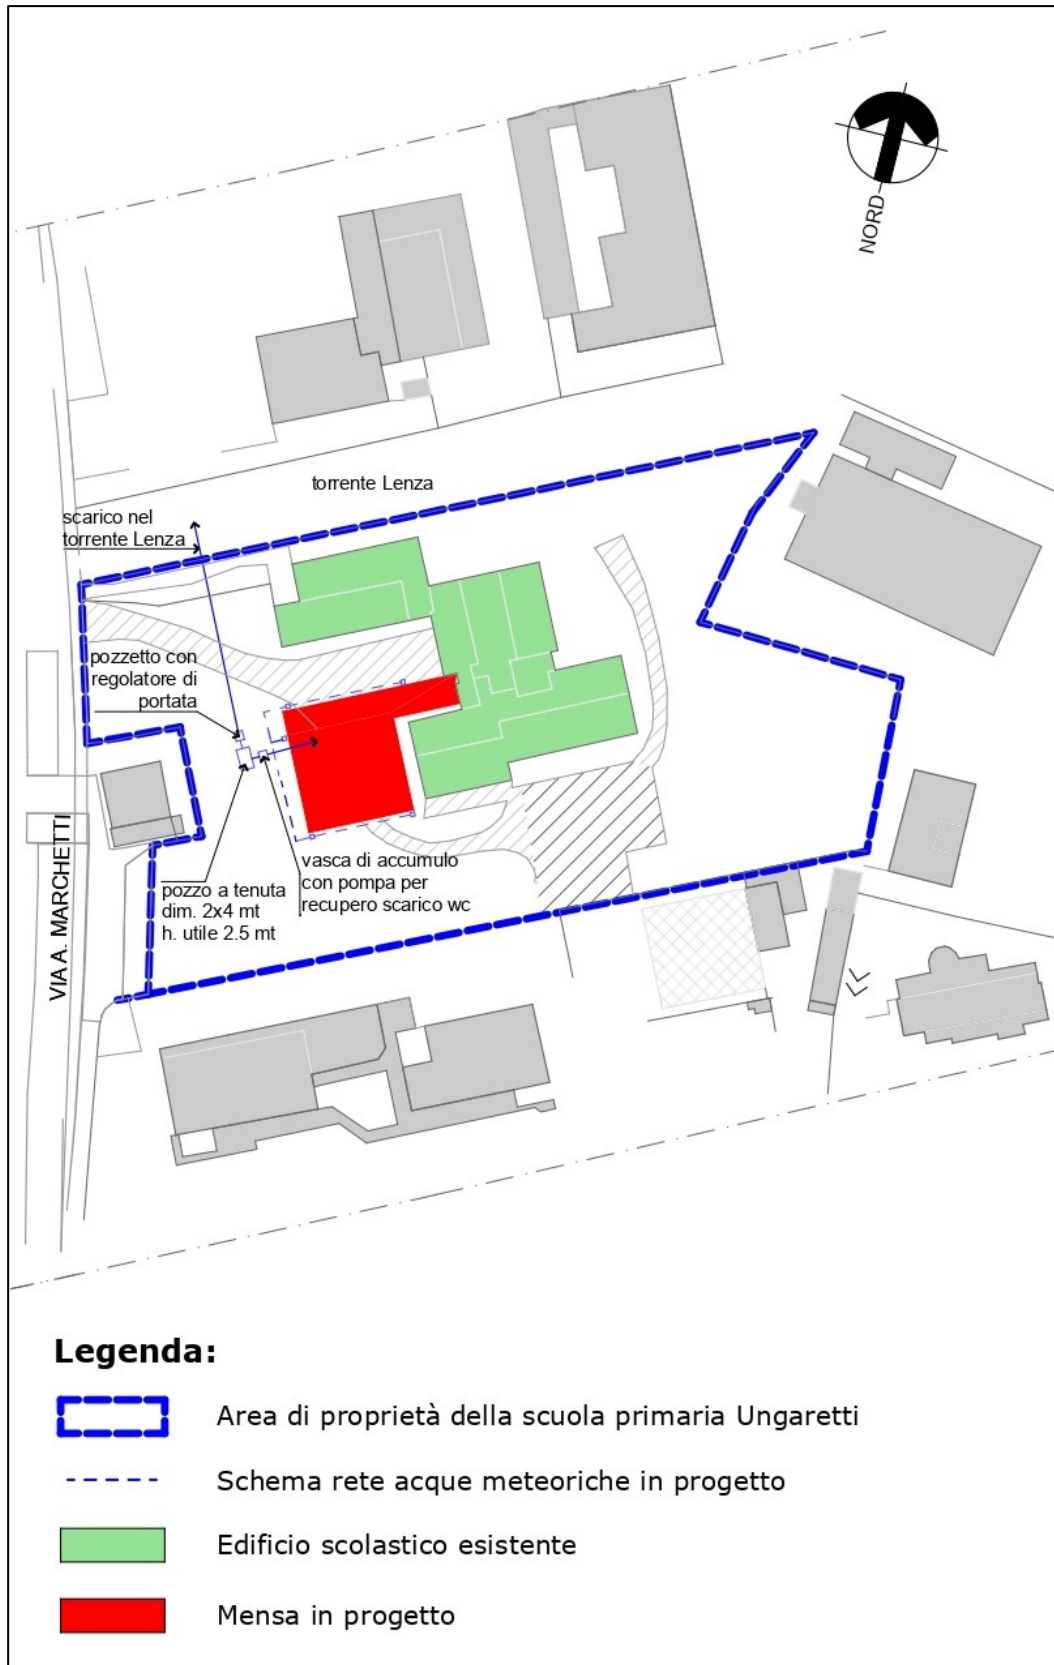 NORD
torrente Lenza
scarico nel
torrente Lenza
pozzetto con
regolatore di
portata
vasca di accumulo
con pompa per
recupero scarico wc
pozzo a tenuta
dim. 2x4 mt
h. utile 2.5 mt
VIA A. MARCHETTI
Legenda:
Area di proprietà della scuola primaria Ungaretti
Schema rete acque meteoriche in progetto
Edificio scolastico esistente
Mensa in progetto